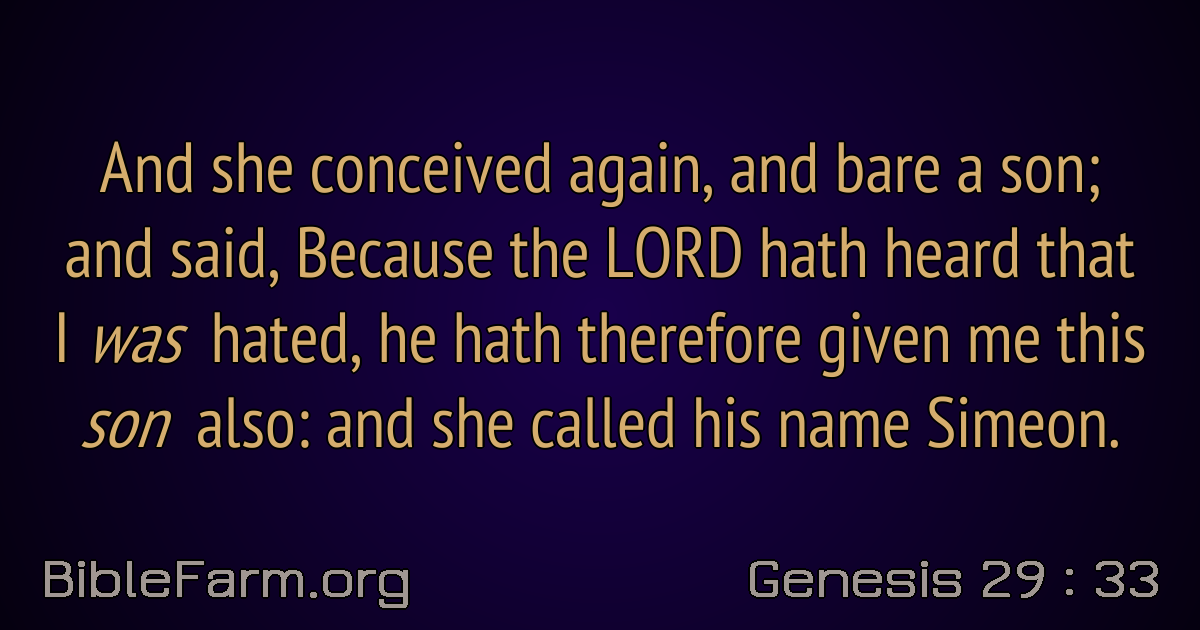 And she conceived again, and bare a son;
and said, Because the LORD hath heard that
I was hated, he hath therefore given me this
son also: and she called his name Simeon.
BibleFarm.org
Genesis 29 : 33